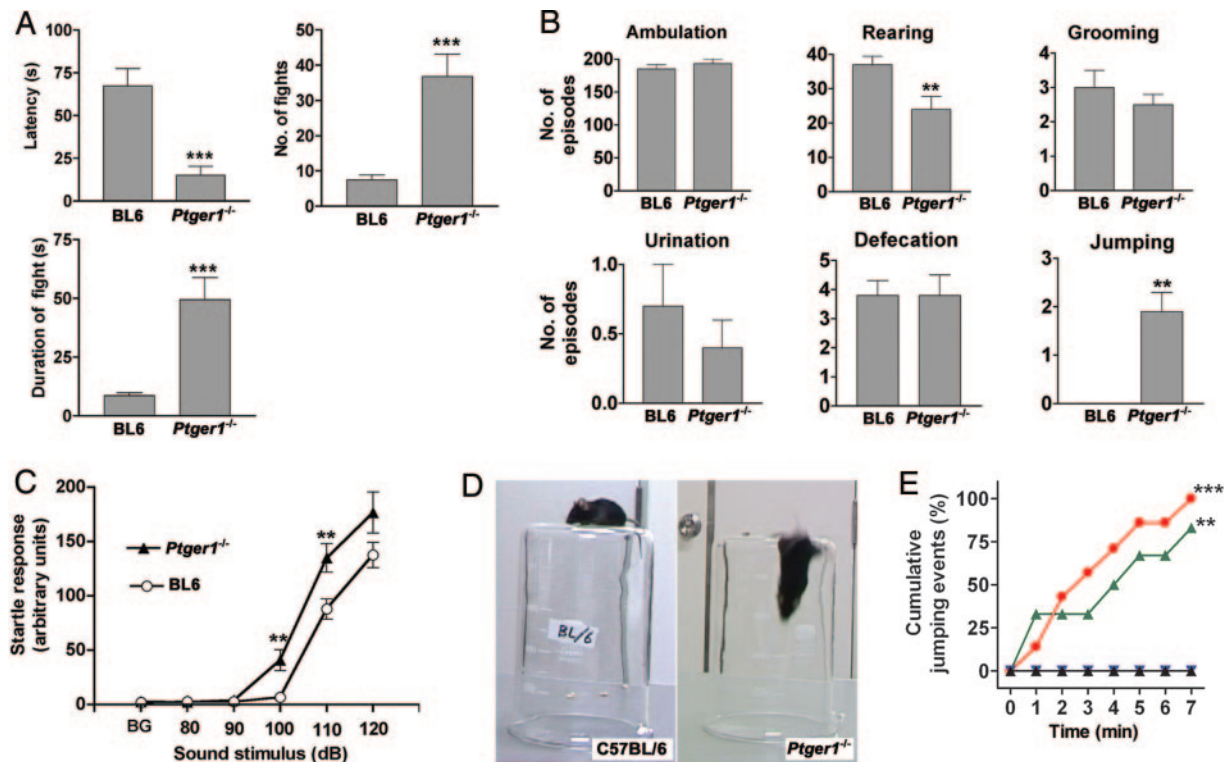 A
Latency (s)
100
75
50
25
0
***
BL6
Ptger1-/-
No. of fights
50
40
30
20
10
0
***
BL6
Ptger1-/-
Duration of fight (s)
75
50
25
0
***
BL6
Ptger1-/-
B
Ambulation
No. of episodes
200
150
100
50
0
BL6
Ptger1-/-
Rearing
40
30
20
10
0
**
BL6
Ptger1-/-
Grooming
4
3
2
1
0
BL6
Ptger1-/-
Urination
No. of episodes
1.0
0.5
0.0
BL6
Ptger1-/-
Defecation
5
4
3
2
1
0
BL6
Ptger1-/-
Jumping
3
2
1
0
**
BL6
Ptger1-/-
C
Startle response
(arbitrary units)
200
150
100
50
0
Ptger1-/-
BL6
**
**
BG
80
90
100
110
120
Sound stimulus (dB)
D
BL/6
C57BL/6
Ptger1-/-
E
Cumulative
jumping events (%)
100
75
50
25
0
***
**
0
1
2
3
4
5
6
7
Time (min)